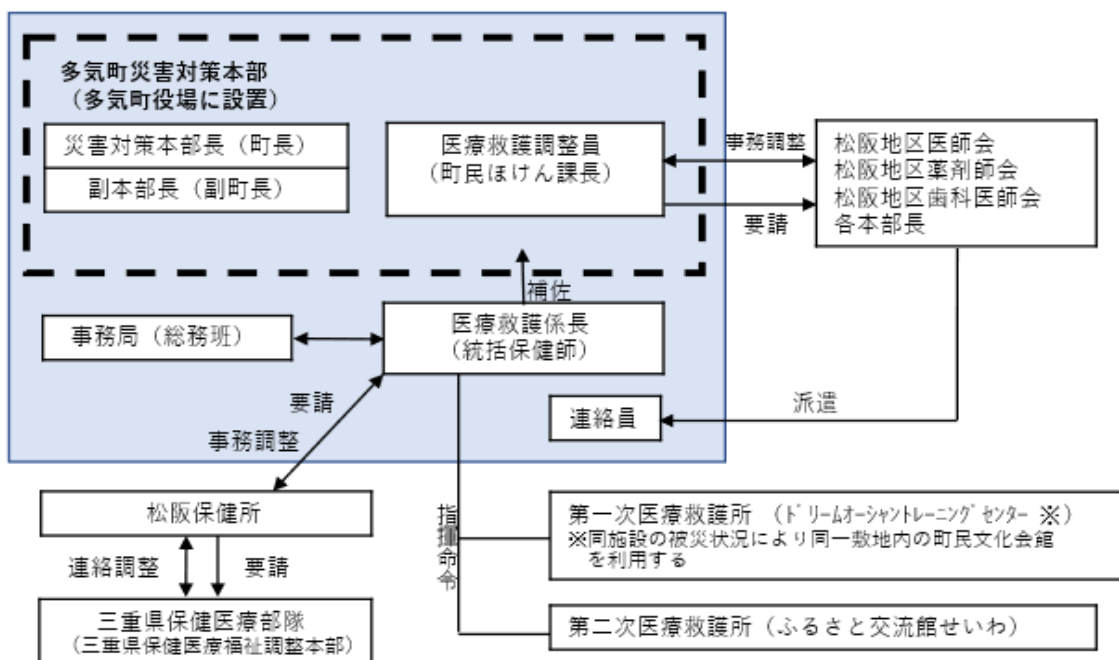 多気町災害対策本部
（多気町役場に設置）
災害対策本部長（町長）
副本部長（副町長）
医療救護調整員
（町民ほけん課長）
事務調整
要請
松阪地区医師会
松阪地区薬剤師会
松阪地区歯科医師会
各本部長
補佐
事務局（総務班）
医療救護係長
（統括保健師）
要請
事務調整
連絡員
派遣
松阪保健所
指揮命令
第一次医療救護所 （ﾄﾞﾘｰﾑｵｰｼｬﾝﾄﾚｰﾆﾝｸﾞｾﾝﾀｰ ※）
※同施設の被災状況により同一敷地内の町民文化会館
を利用する
連絡調整
要請
三重県保健医療部隊
（三重県保健医療福祉調整本部）
第二次医療救護所（ふるさと交流館せいわ）